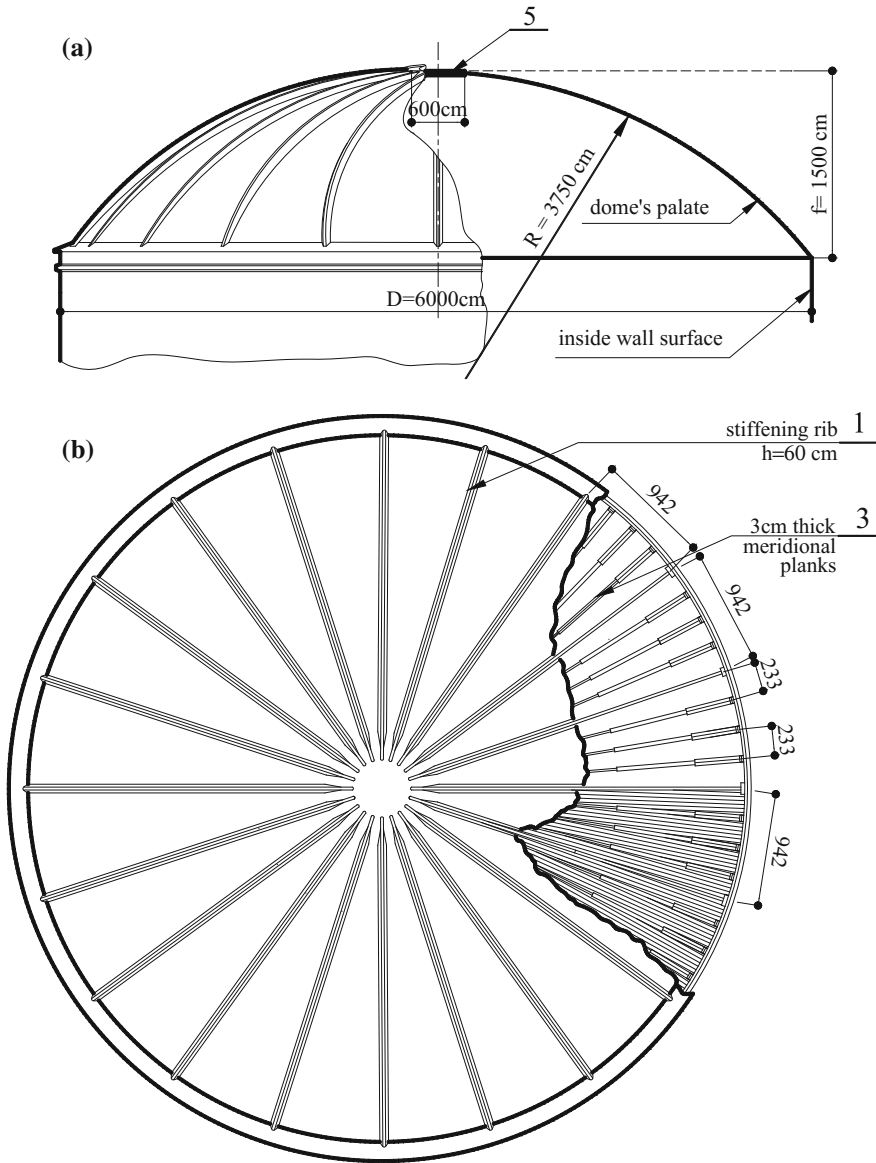 (a)
5
600cm
R = 3750 cm
f= 1500 cm
dome's palate
D=6000cm
inside wall surface
(b)
stiffening rib 1
h=60 cm
942
3cm thick 3
meridional
planks
942
233
233
942